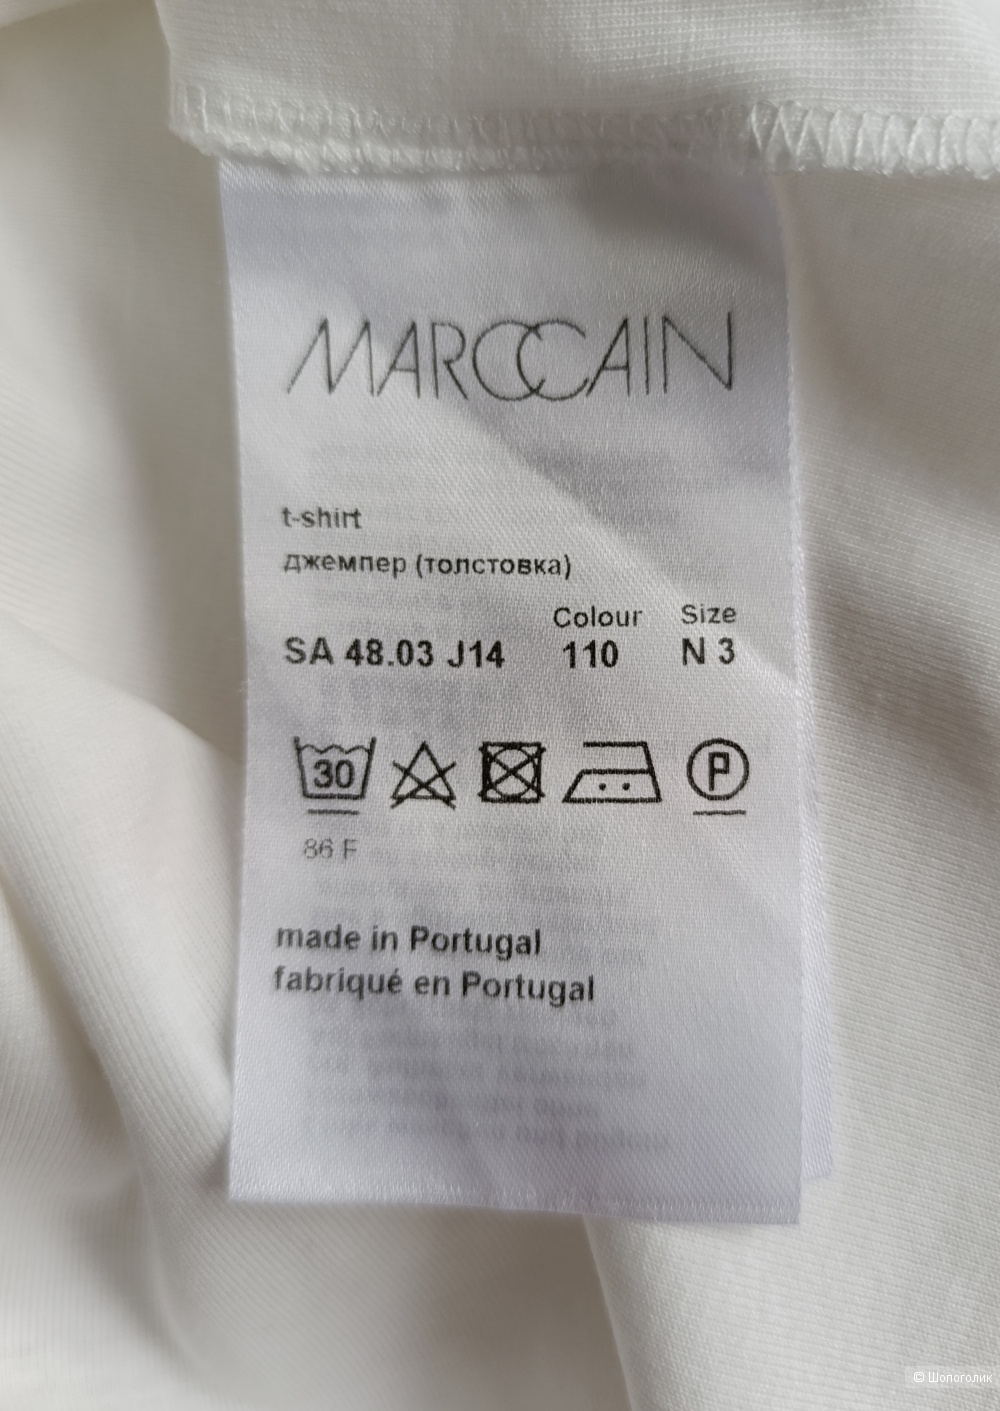 MARCCAIN
t-shirt
джемпер (толстовка)
Colour Size
SA 48.03 J14 110 N 3
30 P
86 F
made in Portugal
fabriqué en Portugal
© Шопоголик